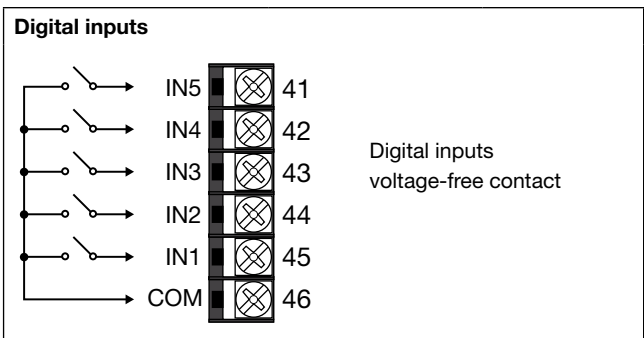 Digital inputs
IN5 41
IN4 42
IN3 43
IN2 44
IN1 45
COM 46
Digital inputs
voltage-free contact